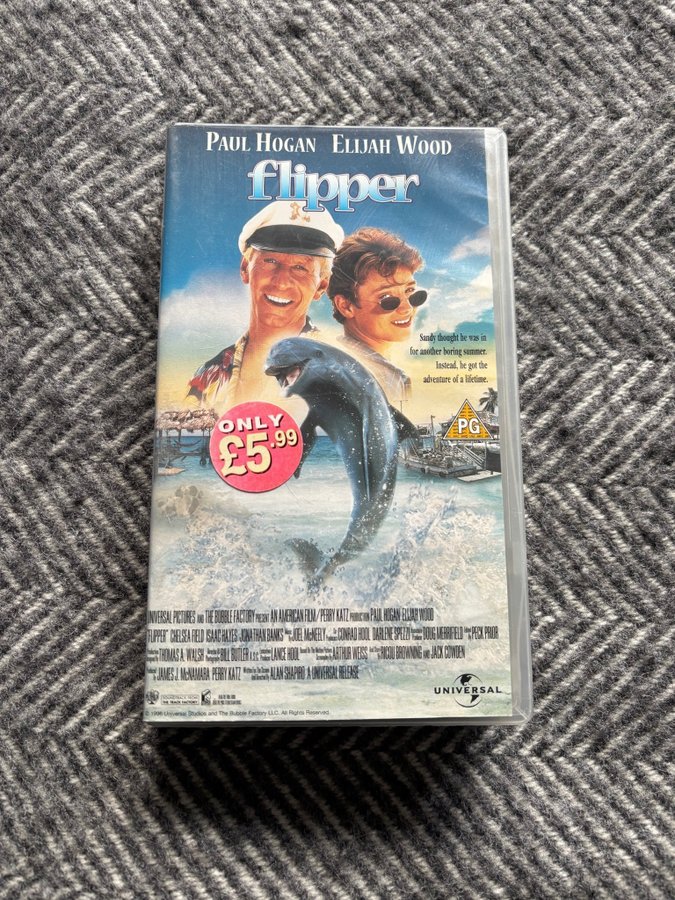 PAUL HOGAN ELIJAH WOOD
flipper
Sandy thought he was in
for another boring summer.
Instead, he got the
adventure of a lifetime.
PG
ONLY
£5.99
UNIVERSAL PICTURES AND THE BUBBLE FACTORY PRESENT AN AMERICAN FILM/PERRY KATZ PRODUCTION PAUL HOGAN ELIJAH WOOD
"FLIPPER" CHELSEA FIELD ISAAC HAYES JONATHAN BANKS JOEL McNEELY CONRAD HOOL DARLENE SPEZZI DOUG MERRIFIELD PECK PRIOR
THOMAS A. WALSH BILL BUTLER A.S.C. LANCE HOOL ARTHUR WEISS RICOU BROWNING AND JACK COWDEN
JAMES J. McNAMARA PERRY KATZ ALAN SHAPIRO A UNIVERSAL RELEASE
UNIVERSAL
© 1996 Universal Studios and The Bubble Factory LLC. All Rights Reserved.